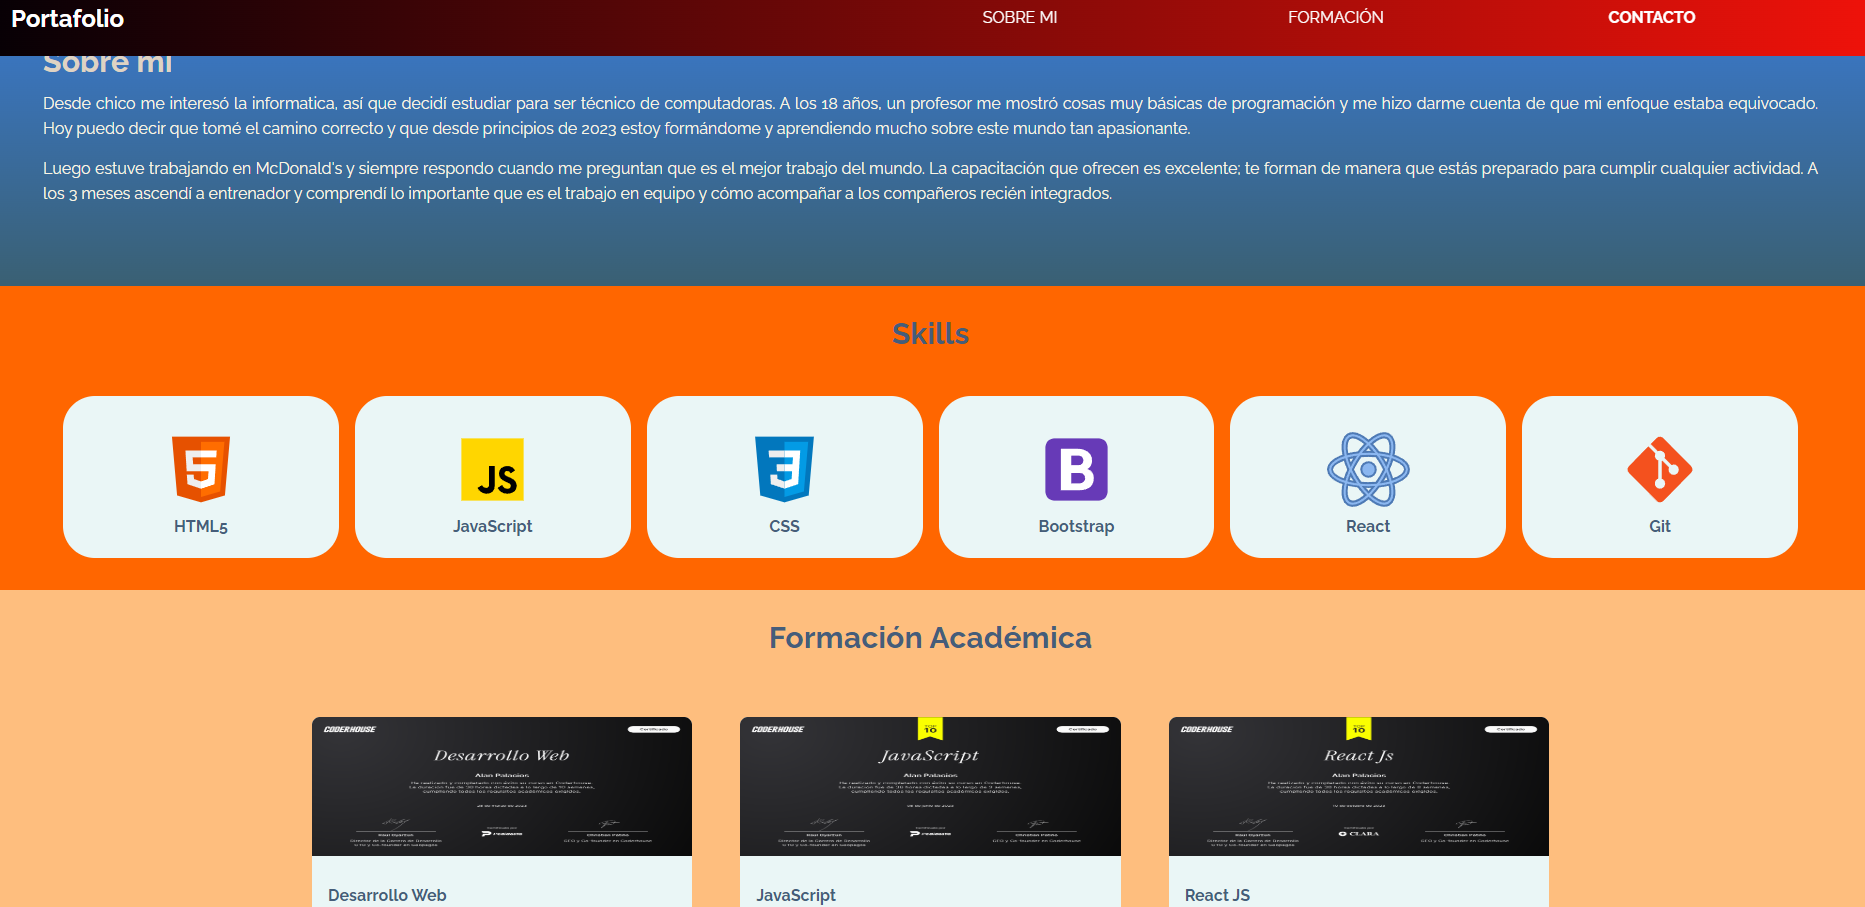 Portafolio
SOBRE MI
FORMACIÓN
CONTACTO
Sobre mi
Desde chico me interesó la informatica, así que decidí estudiar para ser técnico de computadoras. A los 18 años, un profesor me mostró cosas muy básicas de programación y me hizo darme cuenta de que mi enfoque estaba equivocado.
Hoy puedo decir que tomé el camino correcto y que desde principios de 2023 estoy formándome y aprendiendo mucho sobre este mundo tan apasionante.
Luego estuve trabajando en McDonald's y siempre respondo cuando me preguntan que es el mejor trabajo del mundo. La capacitación que ofrecen es excelente; te forman de manera que estás preparado para cumplir cualquier actividad. A
los 3 meses ascendí a entrenador y comprendí lo importante que es el trabajo en equipo y cómo acompañar a los compañeros recién integrados.
Skills
5
JS
3
B
HTML5
JavaScript
CSS
Bootstrap
React
Git
Formación Académica
CODERHOUSE
Certificado
Desarrollo Web
Alan Palacios
CODERHOUSE
10
Certificado
JavaScript
Alan Palacios
CODERHOUSE
10
Certificado
React Js
Alan Palacios
CLARA
Desarrollo Web
JavaScript
React JS